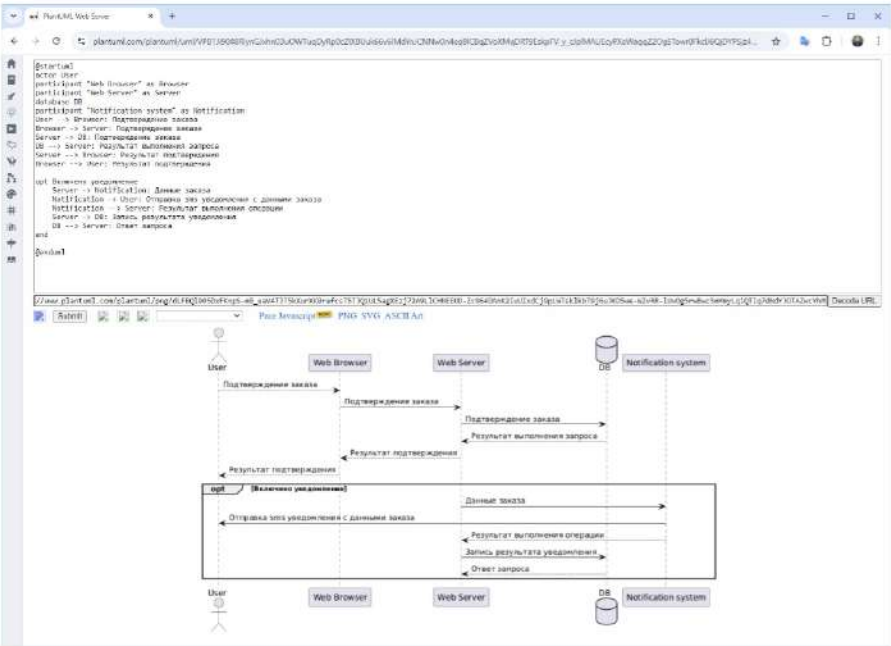 PlantUML Web Server
@startuml
actor User
participant "Web Browser" as Browser
participant "Web Server" as Server
database DB
participant "Notification system" as Notification
User --> Browser: Подтверждение заказа
Browser -> Server: Подтверждение заказа
Server -> DB: Подтверждение заказа
DB --> Server: Результат выполнения запроса
Server --> Browser: Результат подтверждения
Browser --> User: Результат подтверждения
opt Включено уведомление
Server -> Notification: Данные заказа
Notification -> User: Отправка sms уведомления с данными заказа
Notification --> Server: Результат выполнения операции
Server -> DB: Запись результата уведомления
DB --> Server: Ответ запроса
end
@enduml
Decode URL
Submit
Pure Javascript PNG SVG ASCII Art
User Web Browser Web Server DB Notification system
Подтверждение заказа
Подтверждение заказа
Подтверждение заказа
Результат выполнения запроса
Результат подтверждения
Результат подтверждения
opt [Включено уведомление]
Данные заказа
Отправка sms уведомления с данными заказа
Результат выполнения операции
Запись результата уведомления
Ответ запроса
User Web Browser Web Server DB Notification system